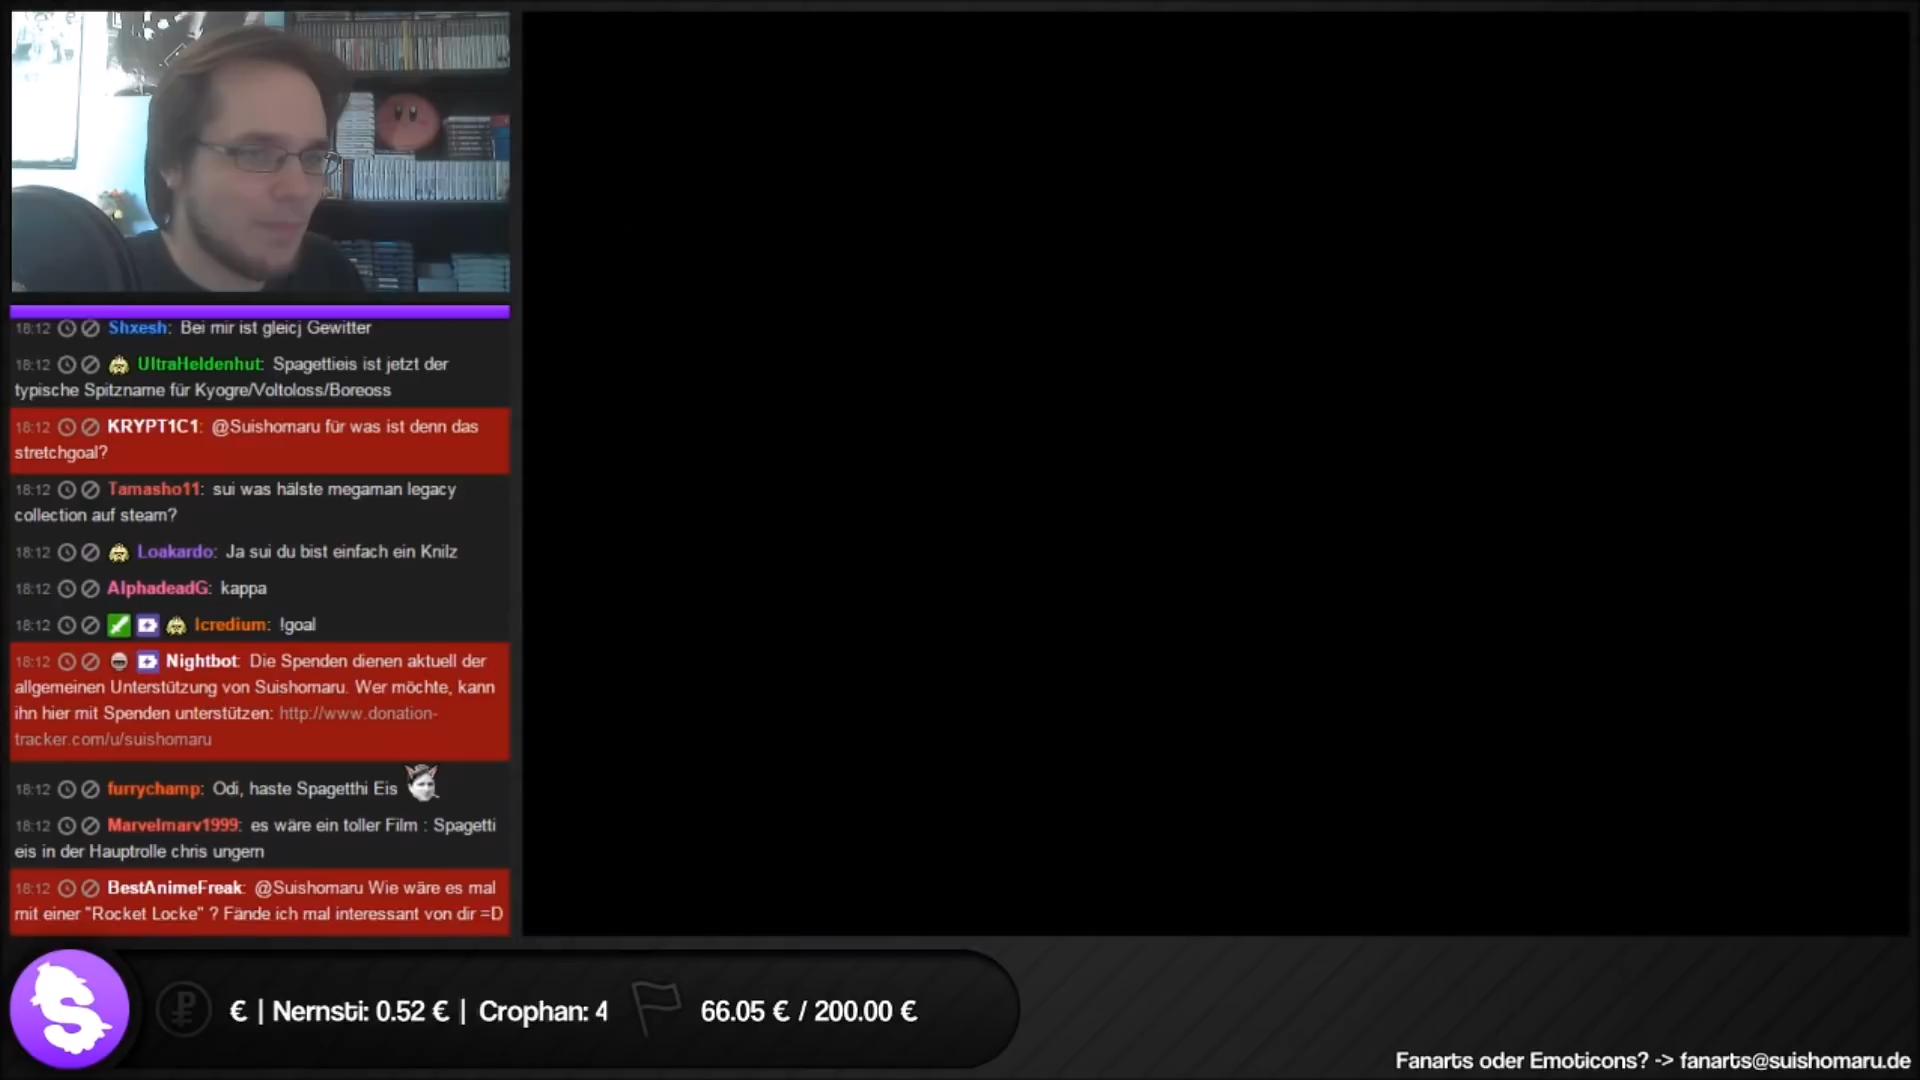 18:12 Shxesh: Bei mir ist gleicj Gewitter
18:12 UltraHeldenhut: Spagettieis ist jetzt der
typische Spitzname für Kyogre/Voltoloss/Boreoss
18:12 KRYPT1C1: @Suishomaru für was ist denn das
stretchgoal?
18:12 Tamasho11: sui was hälste megaman legacy
collection auf steam?
18:12 Loakardo: Ja sui du bist einfach ein Knilz
18:12 AlphadeadG: kappa
18:12 Icredium: !goal
18:12 Nightbot: Die Spenden dienen aktuell der
allgemeinen Unterstützung von Suishomaru. Wer möchte, kann
ihn hier mit Spenden unterstützen: http://www.donation-
tracker.com/u/suishomaru
18:12 furrychamp: Odi, haste Spagetthi Eis
18:12 Marvelmarv1999: es wäre ein toller Film : Spagetti
eis in der Hauptrolle chris ungern
18:12 BestAnimeFreak: @Suishomaru Wie wäre es mal
mit einer "Rocket Locke" ? Fände ich mal interessant von dir =D
S
€ | Nernsti: 0.52 € | Crophan: 4
66.05 € / 200.00 €
Fanarts oder Emoticons? -> fanarts@suishomaru.de